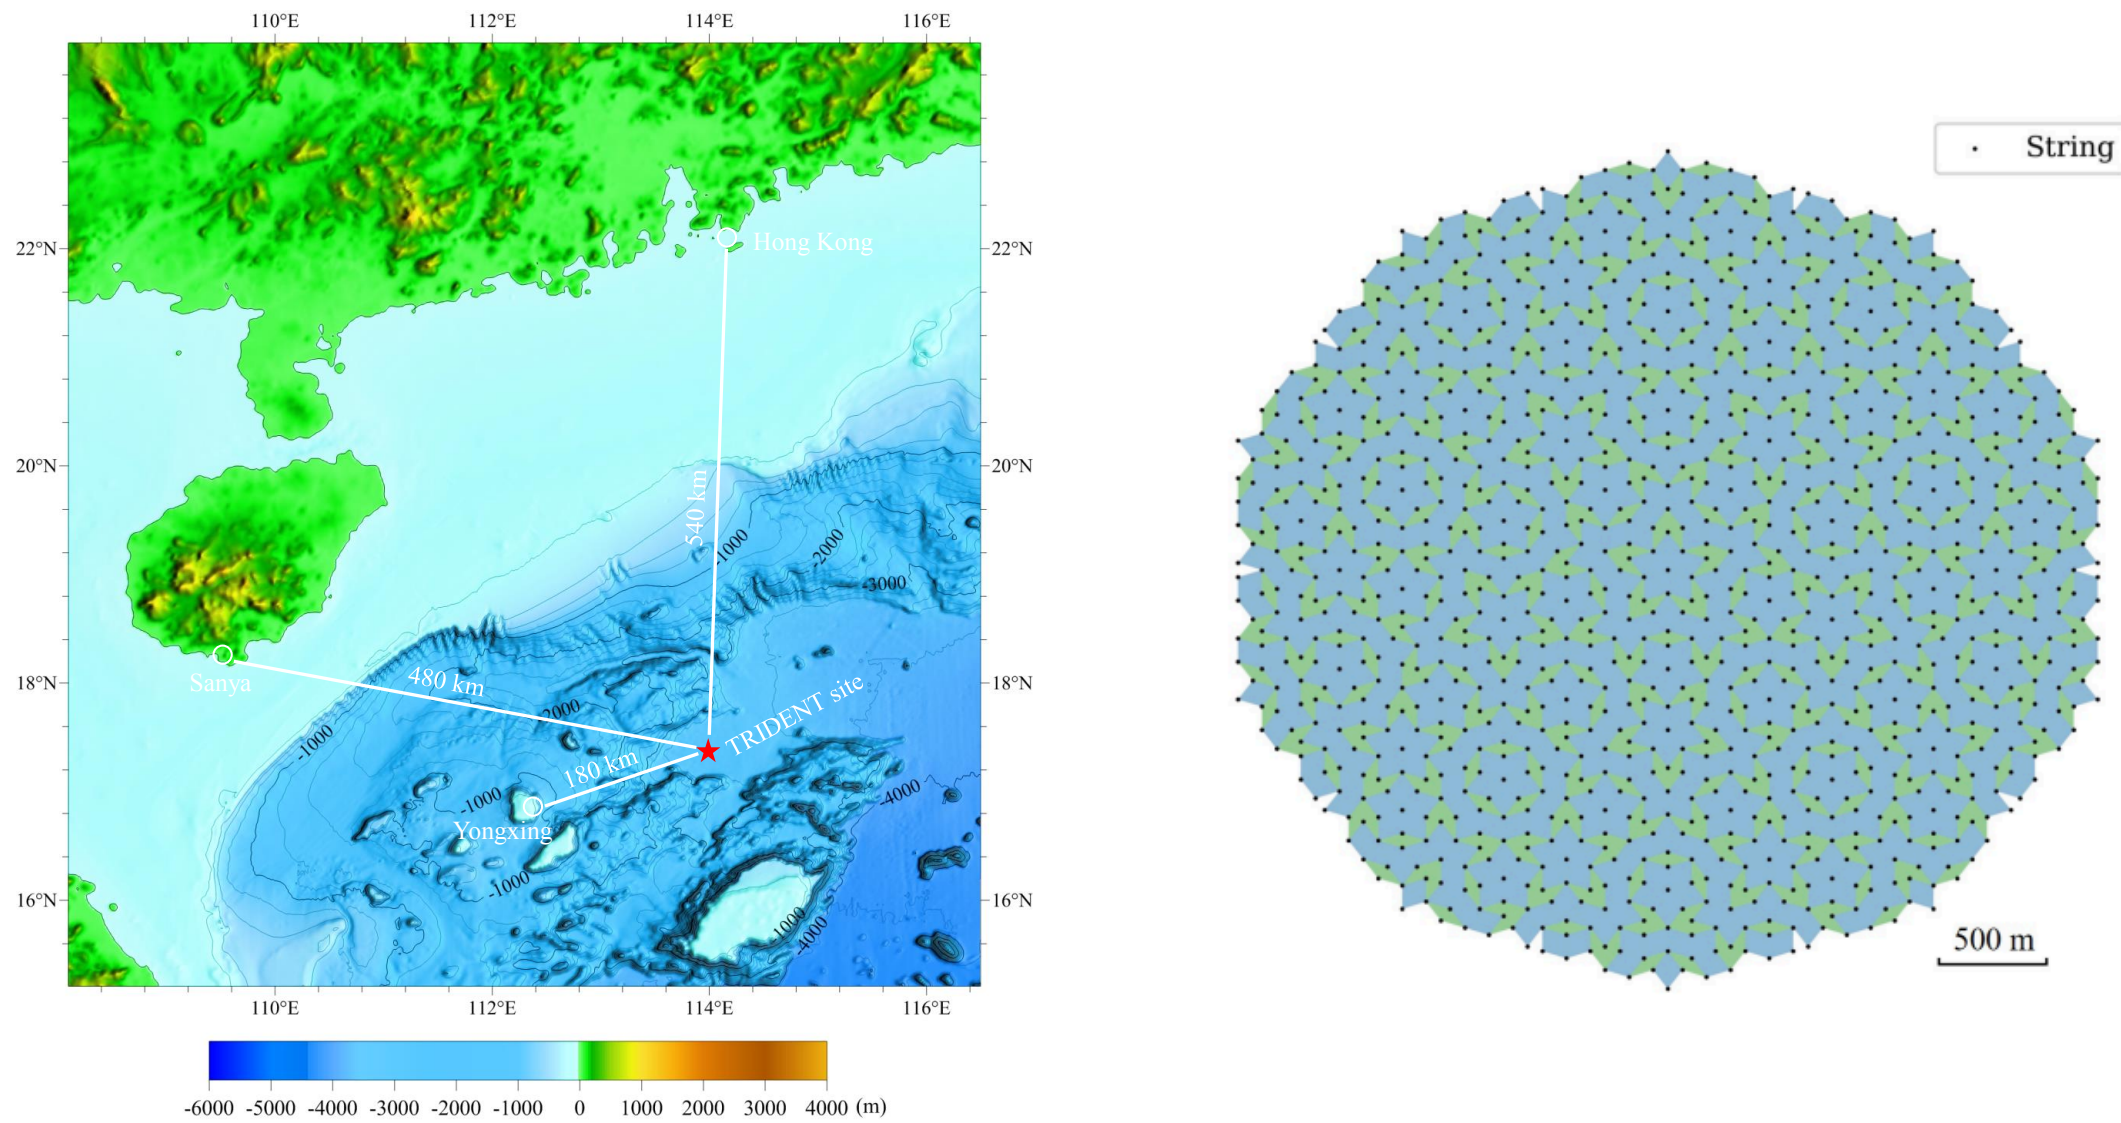 110°E 112°E 114°E 116°E
String
Hong Kong
22°N 22°N
20°N 20°N
540 km
-1000
-2000
-3000
480 km
Sanya
18°N 18°N
TRIDENT site
2000
-1000
180 km
-1000
-4000
Yongxing
-1000
16°N 16°N
1000
-4000
500 m
110°E 112°E 114°E 116°E
-6000 -5000 -4000 -3000 -2000 -1000 0 1000 2000 3000 4000 (m)